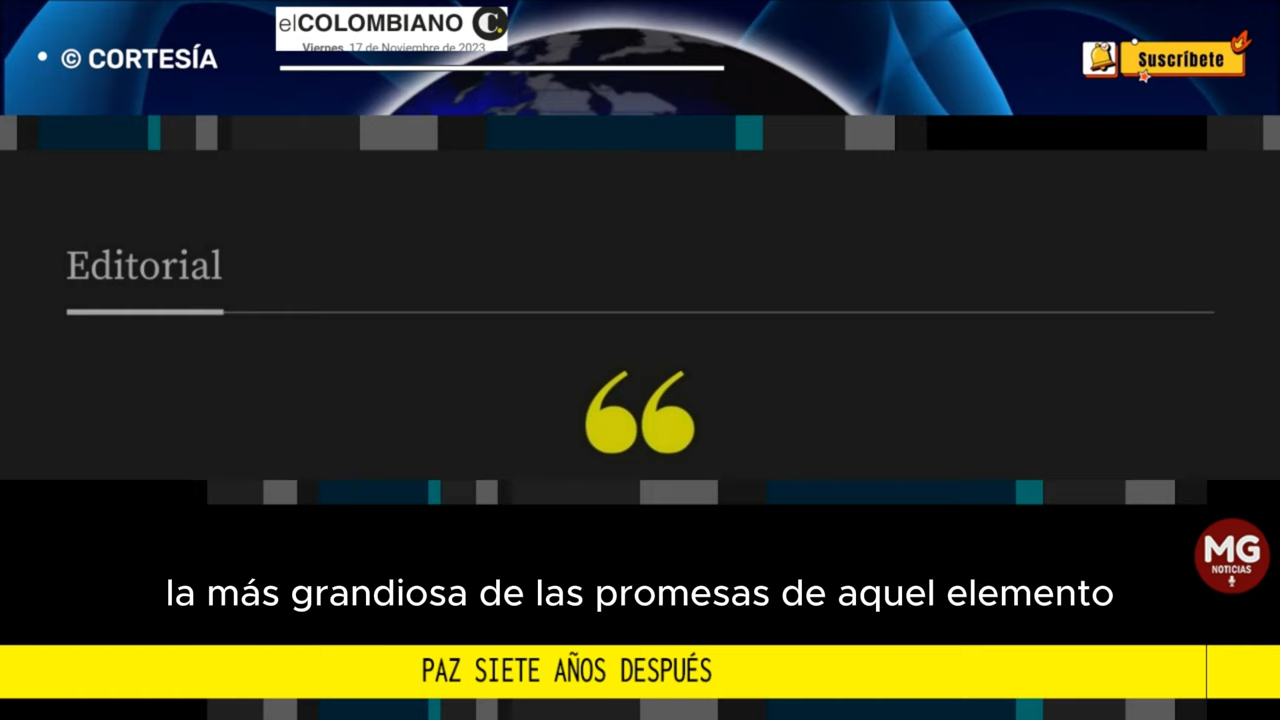 elCOLOMBIANO C.
Viernes, 17 de Noviembre de 2023
• © CORTESÍA
Suscríbete
Editorial
“
la más grandiosa de las promesas de aquel elemento
MG
NOTICIAS
PAZ SIETE AÑOS DESPUÉS